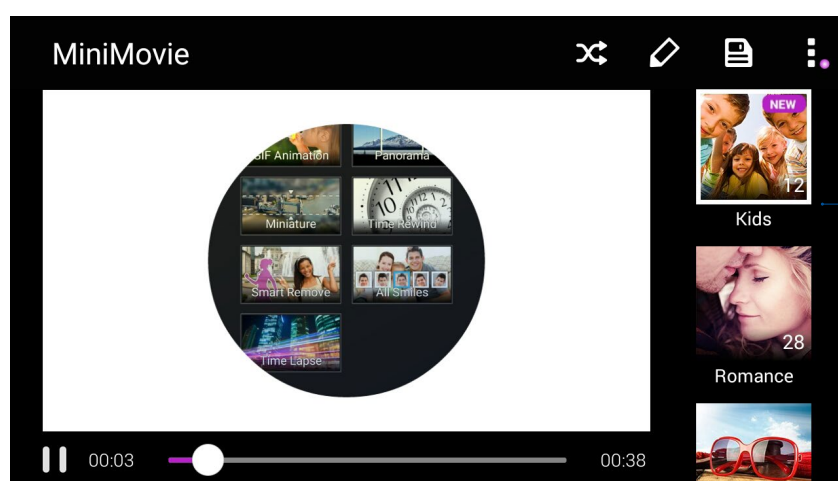 MiniMovie
GIF Animation
Panorama
Miniature
Time Rewind
Smart Remove
All Smiles
Time Lapse
NEW
12
Kids
28
Romance
00:03
00:38